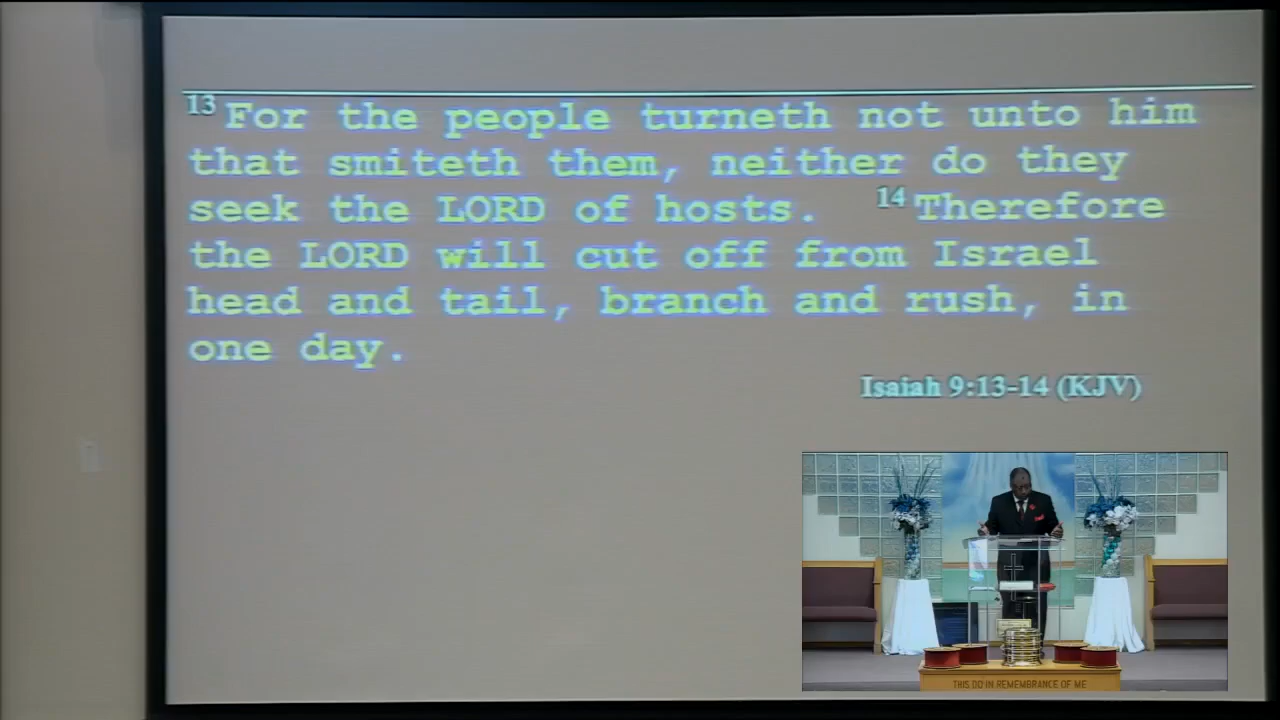 13 For the people turneth not unto him
that smiteth them, neither do they
seek the LORD of hosts. 14 Therefore
the LORD will cut off from Israel
head and tail, branch and rush, in
one day.
Isaiah 9:13-14 (KJV)
THIS DO IN REMEMBRANCE OF ME